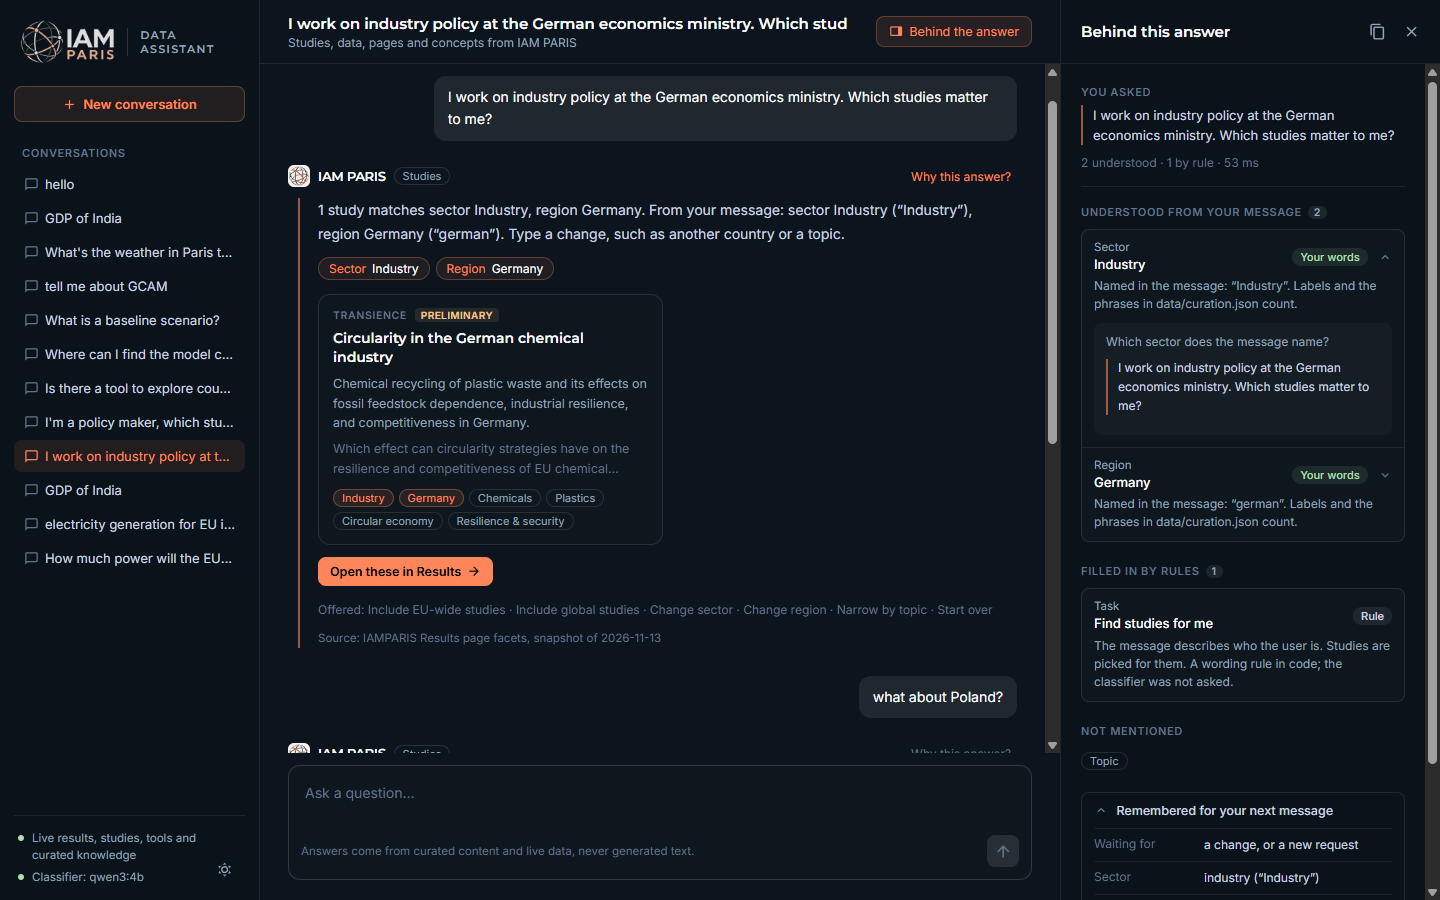 IAM
PARIS
DATA
ASSISTANT
New conversation
CONVERSATIONS
hello
GDP of India
What's the weather in Paris t...
tell me about GCAM
What is a baseline scenario?
Where can I find the model c...
Is there a tool to explore cou...
I'm a policy maker, which stu...
I work on industry policy at t...
GDP of India
electricity generation for EU i...
How much power will the EU...
Live results, studies, tools and
curated knowledge
Classifier: qwen3:4b
I work on industry policy at the German economics ministry. Which stud
Studies, data, pages and concepts from IAM PARIS
Behind the answer
I work on industry policy at the German economics ministry. Which studies matter
to me?
IAM PARIS Studies
Why this answer?
1 study matches sector Industry, region Germany. From your message: sector Industry (“Industry”),
region Germany (“german”). Type a change, such as another country or a topic.
Sector Industry Region Germany
TRANSIENCE PRELIMINARY
Circularity in the German chemical
industry
Chemical recycling of plastic waste and its effects on
fossil feedstock dependence, industrial resilience,
and competitiveness in Germany.
Which effect can circularity strategies have on the
resilience and competitiveness of EU chemical...
Industry Germany Chemicals Plastics
Circular economy Resilience & security
Open these in Results →
Offered: Include EU-wide studies · Include global studies · Change sector · Change region · Narrow by topic · Start over
Source: IAMPARIS Results page facets, snapshot of 2026-11-13
what about Poland?
IAM PARIS Studies
Why this answer?
Ask a question...
Answers come from curated content and live data, never generated text.
Behind this answer
YOU ASKED
I work on industry policy at the German
economics ministry. Which studies matter to me?
2 understood · 1 by rule · 53 ms
UNDERSTOOD FROM YOUR MESSAGE 2
Sector
Industry
Your words
Named in the message: “Industry”. Labels and the
phrases in data/curation.json count.
Which sector does the message name?
I work on industry policy at the German
economics ministry. Which studies matter to
me?
Region
Germany
Your words
Named in the message: “german”. Labels and the
phrases in data/curation.json count.
FILLED IN BY RULES 1
Task
Find studies for me
Rule
The message describes who the user is. Studies are
picked for them. A wording rule in code; the
classifier was not asked.
NOT MENTIONED
Topic
Remembered for your next message
Waiting for a change, or a new request
Sector industry (“Industry”)